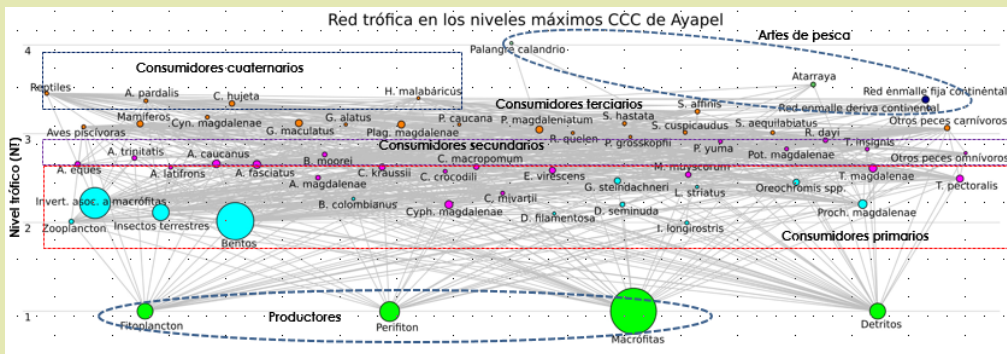 Red trófica en los niveles máximos CCC de Ayapel
Nivel trófico (NT)
4
Palangre calandrio
Artes de pesca
Consumidores cuaternarios
Atarraya
Reptiles
A. pardalis
C. hujeta
H. malabáricus
Consumidores terciarios
S. affinis
Red enmalle fija continental
Red enmalle deriva continental
Mamíferos
Cyn. magdalenae
G. alatus
P. caucana
P. magdaleniatum
S. hastata
S. aequilabiatus
Otros peces carnívoros
Aves piscívoras
G. maculatus
Plag. magdalenae
R. quelen
S. cuspicaudus
R. dayi
3
P. grosskopfii
Consumidores secundarios
P. yuma
T. insignis
A. trinitatis
A. caucanus
B. moorei
C. macropomum
Pot. magdalenae
Otros peces omnívoros
A. eques
A. latifrons
A. fasciatus
C. kraussii
C. crocodili
E. virescens
M. muyscorum
T. magdalenae
A. magdalenae
G. steindachneri
L. striatus
Oreochromis spp.
T. pectoralis
Invert. asoc. a macrófitas
B. colombianus
Cyph. magdalenae
C. mivartii
D. seminuda
Proch. magdalenae
2
Zooplancton
Insectos terrestres
D. filamentosa
I. longirostris
Bentos
Consumidores primarios
1
Fitoplancton
Productores
Perifiton
Macrófitas
Detritos